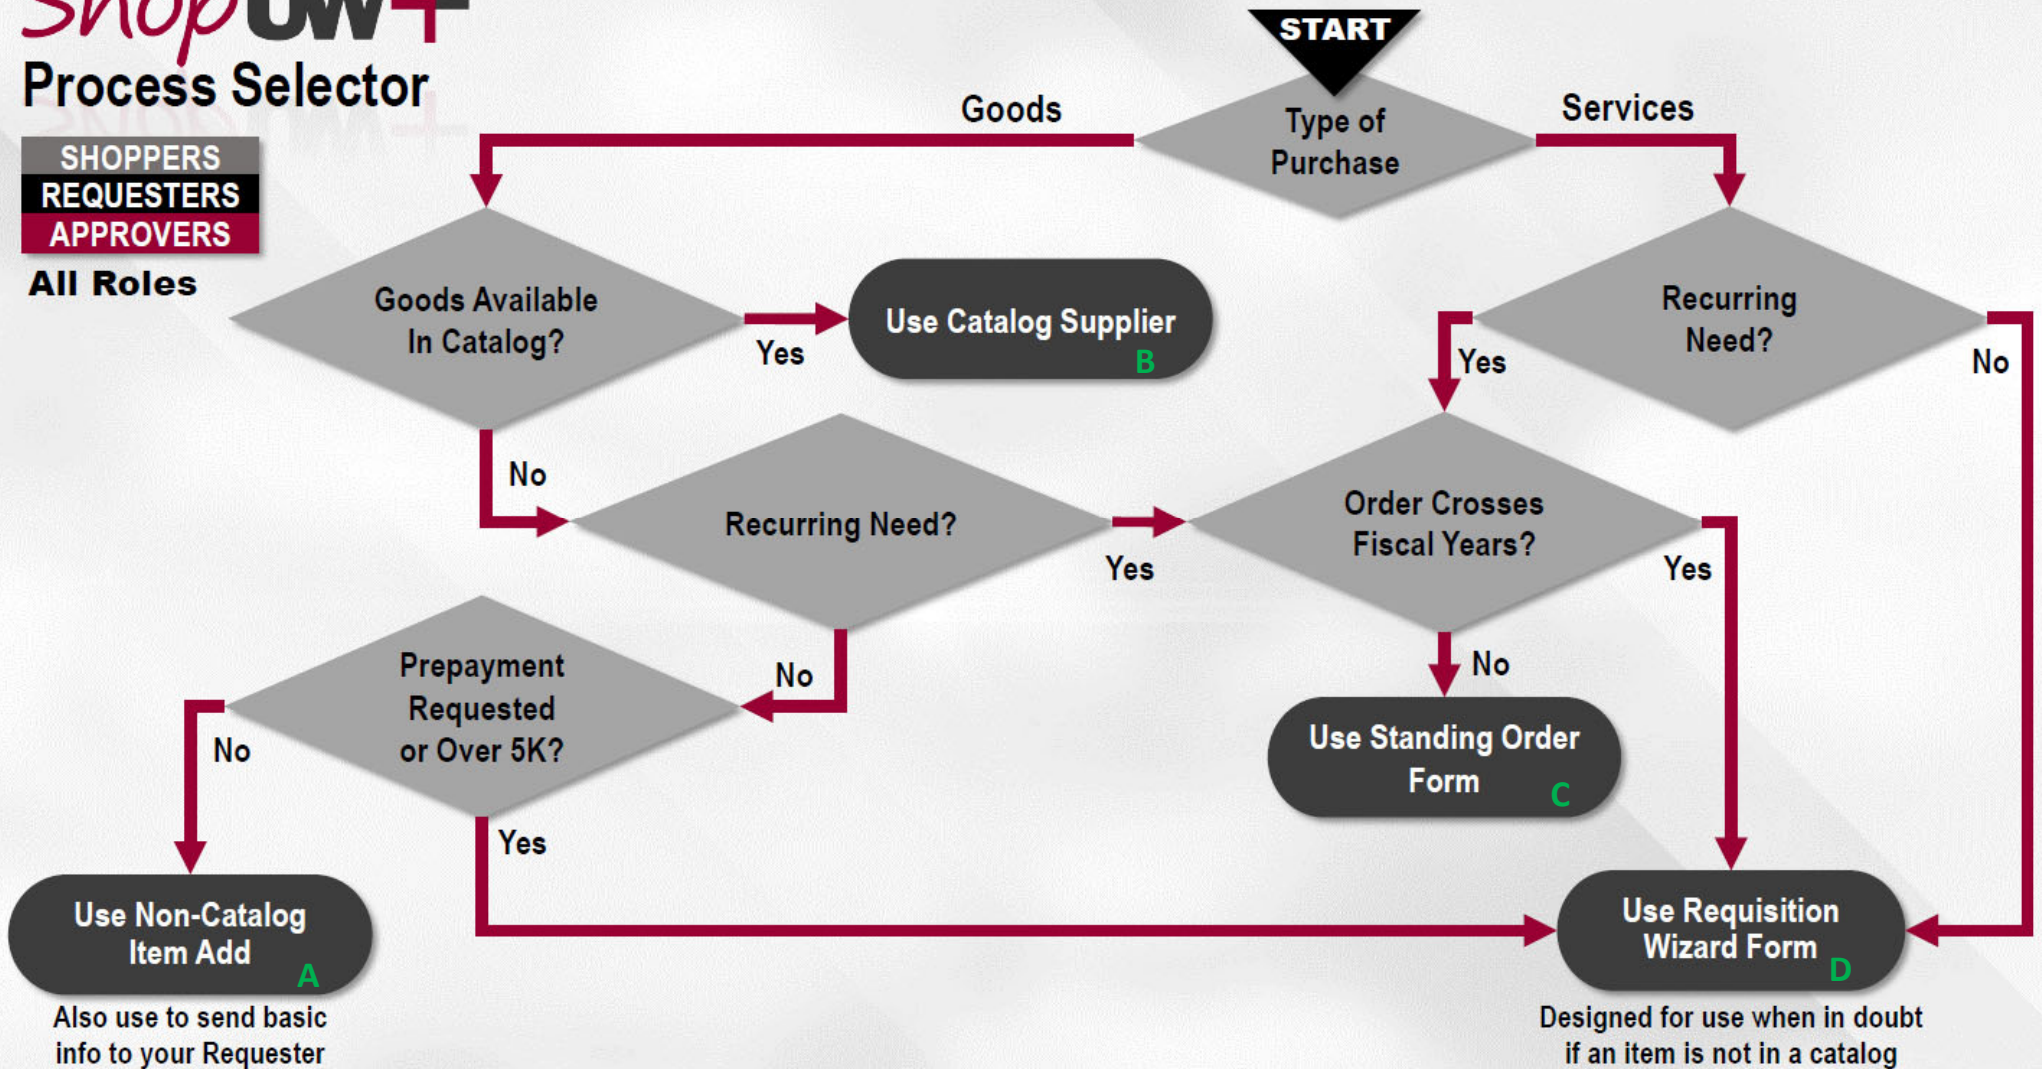 Shop UW+
Process Selector
SHOPPERS
REQUESTERS
APPROVERS
All Roles
START
Type of
Purchase
Goods
Services
Goods Available
In Catalog?
Yes
Use Catalog Supplier
B
Recurring
Need?
Yes
No
No
Recurring Need?
Yes
Order Crosses
Fiscal Years?
Yes
No
Prepayment
Requested
or Over 5K?
No
No
Use Standing Order
Form
C
Yes
Use Non-Catalog
Item Add
A
Also use to send basic
info to your Requester
Use Requisition
Wizard Form
D
Designed for use when in doubt
if an item is not in a catalog